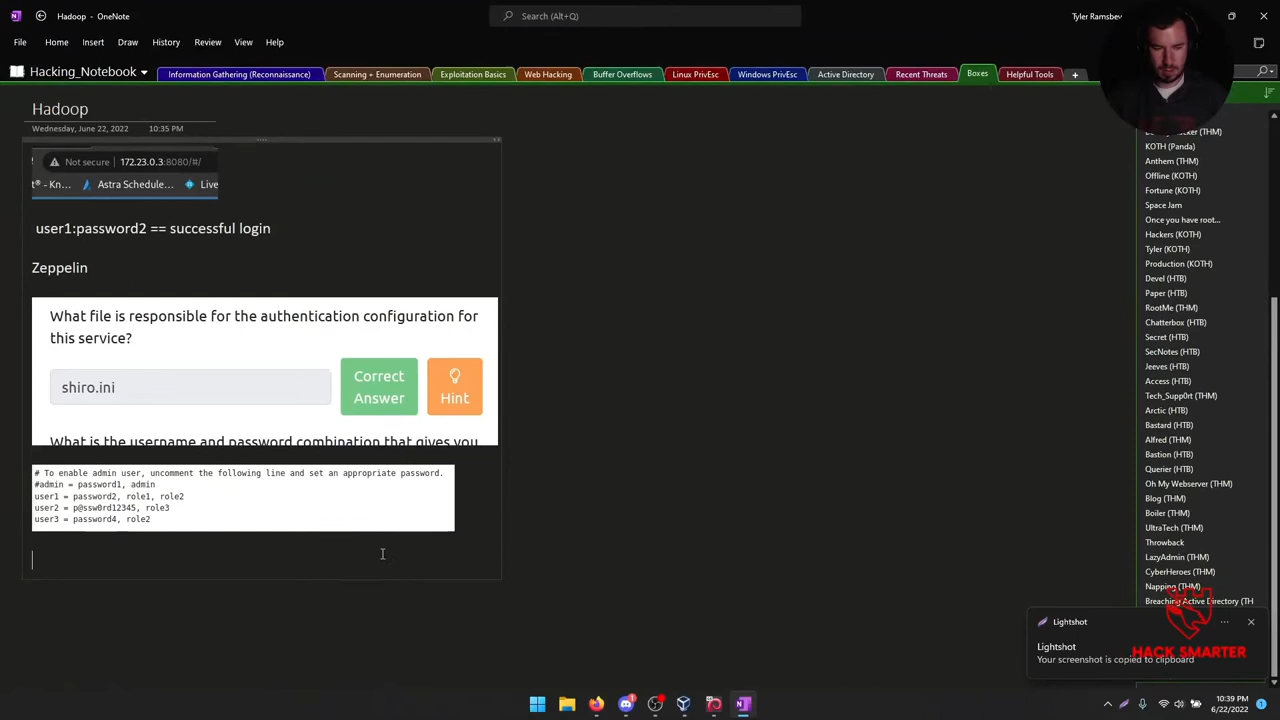 Hadoop - OneNote
Search (Alt+Q)
Tyler Ramsbey
File Home Insert Draw History Review View Help
Hacking_Notebook
Information Gathering (Reconnaissance) Scanning + Enumeration Exploitation Basics Web Hacking Buffer Overflows Linux PrivEsc Windows PrivEsc Active Directory Recent Threats Boxes Helpful Tools +
Hadoop
Wednesday, June 22, 2022 10:35 PM
Not secure | 172.23.0.3:8080/#/
t® - Kn... Astra Schedule... Live
user1:password2 == successful login
Zeppelin
What file is responsible for the authentication configuration for
this service?
shiro.ini
Correct
Answer
Hint
What is the username and password combination that gives you
# To enable admin user, uncomment the following line and set an appropriate password.
#admin = password1, admin
user1 = password2, role1, role2
user2 = p@ssw0rd12345, role3
user3 = password4, role2
KOTH (Panda)
Anthem (THM)
Offline (KOTH)
Fortune (KOTH)
Space Jam
Once you have root...
Hackers (KOTH)
Tyler (KOTH)
Production (KOTH)
Devel (HTB)
Paper (HTB)
RootMe (THM)
Chatterbox (HTB)
Secret (HTB)
SecNotes (HTB)
Jeeves (HTB)
Access (HTB)
Tech_Supp0rt (THM)
Arctic (HTB)
Bastard (HTB)
Alfred (THM)
Bastion (HTB)
Querier (HTB)
Oh My Webserver (THM)
Blog (THM)
Boiler (THM)
UltraTech (THM)
Throwback
LazyAdmin (THM)
CyberHeroes (THM)
Napping (THM)
Breaching Active Directory (TH
Lightshot
Lightshot
Your screenshot is copied to clipboard
HACK SMARTER
10:39 PM
6/22/2022